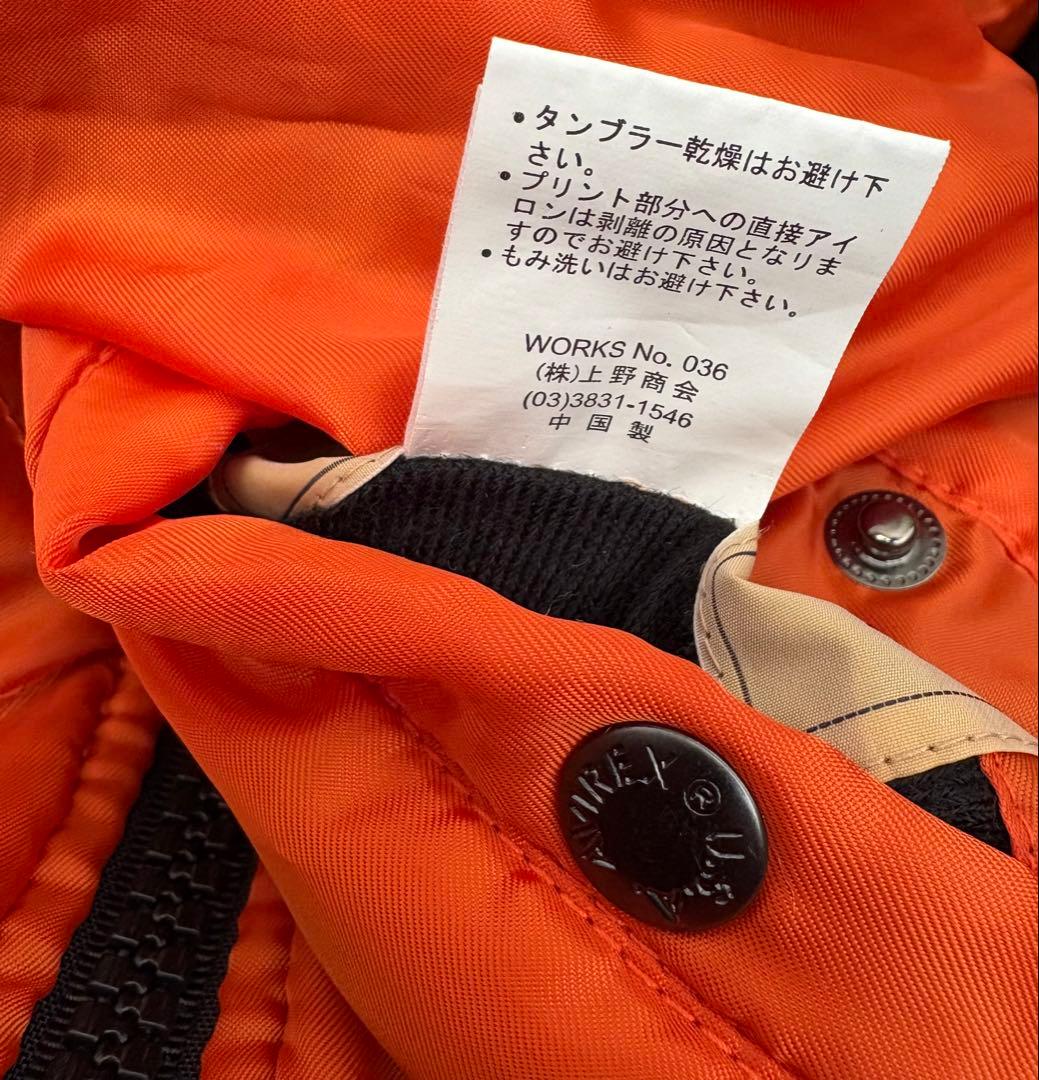 • タンブラー乾燥はお避け下
さい。
• プリント部分への直接アイ
ロンは剥離の原因となりま
すのでお避け下さい。
• もみ洗いはお避け下さい。
WORKS No. 036
(株)上野商会
(03)3831-1546
中国製
AVIREX ® U.S.A